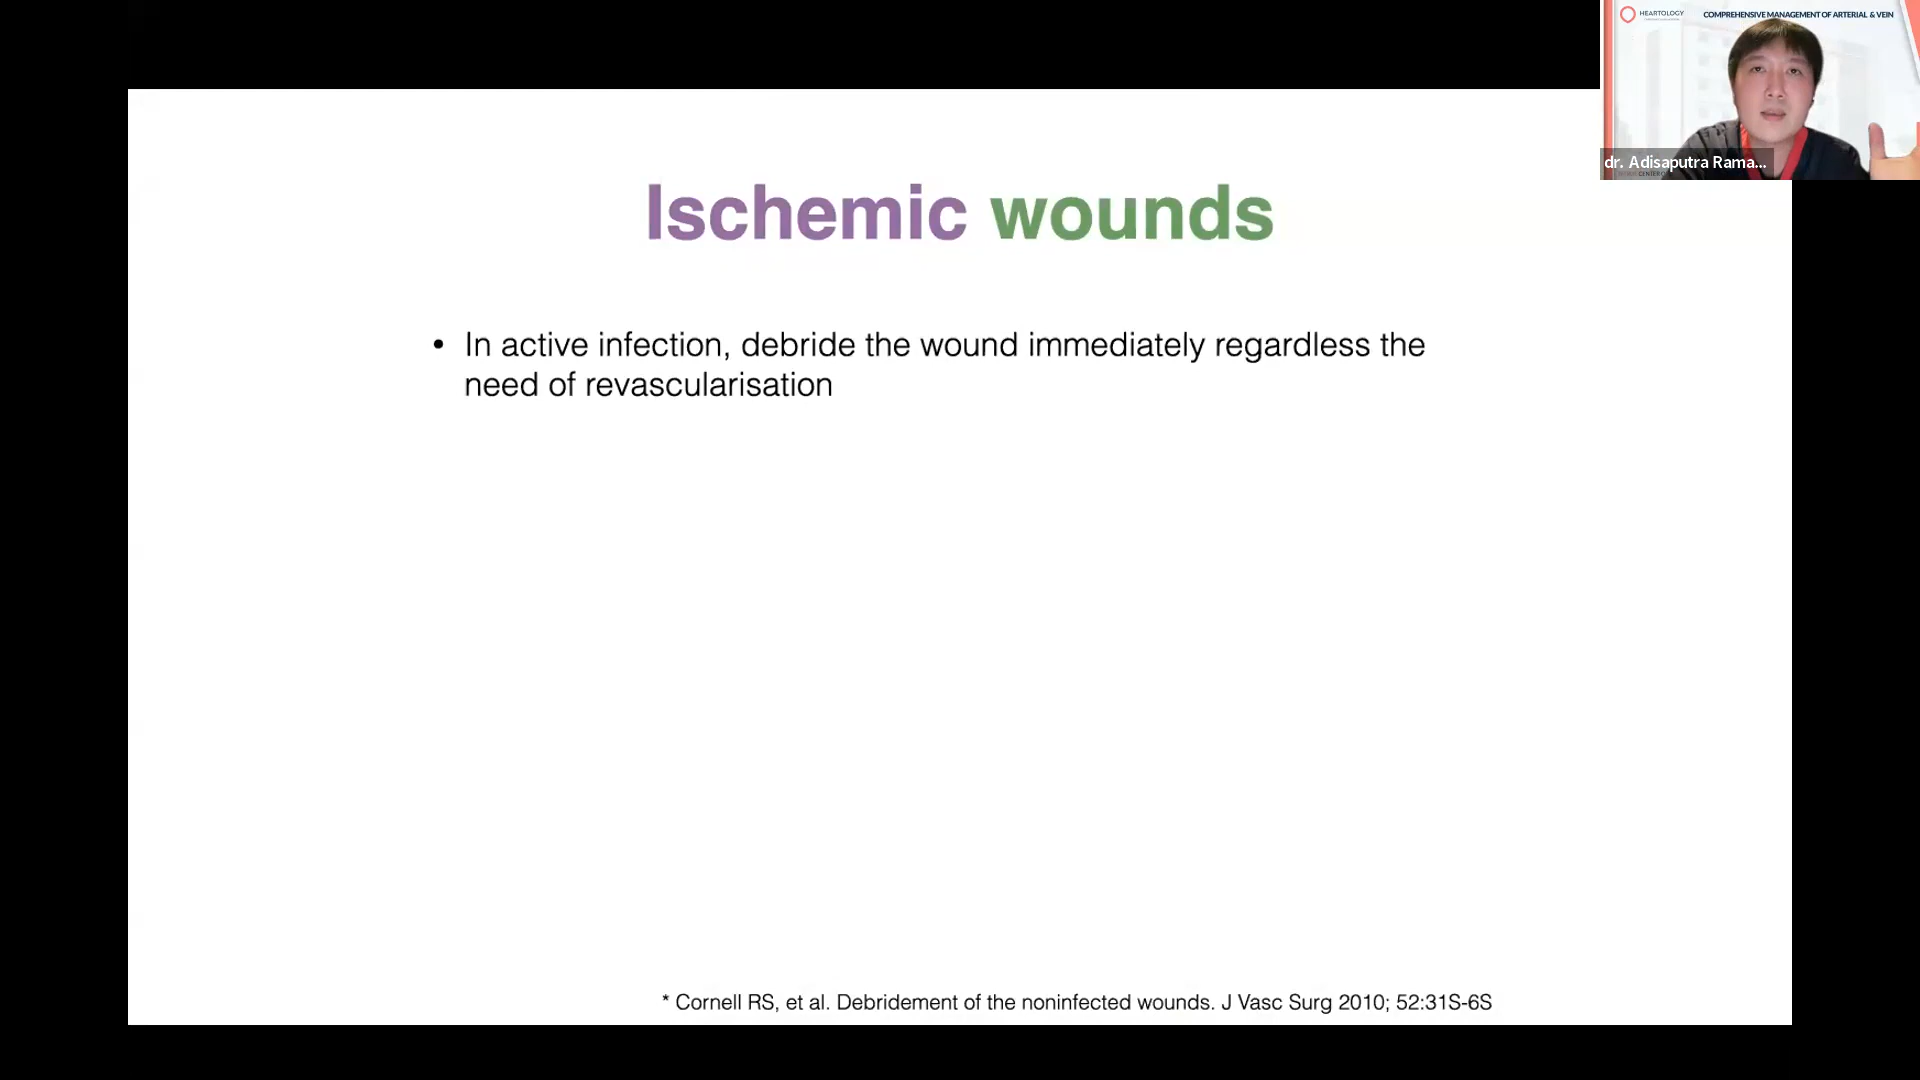 HEARTOLOGY
COMPREHENSIVE MANAGEMENT OF ARTERIAL & VEIN
dr. Adisaputra Rama...
Ischemic wounds
• In active infection, debride the wound immediately regardless the
need of revascularisation
* Cornell RS, et al. Debridement of the noninfected wounds. J Vasc Surg 2010; 52:31S-6S